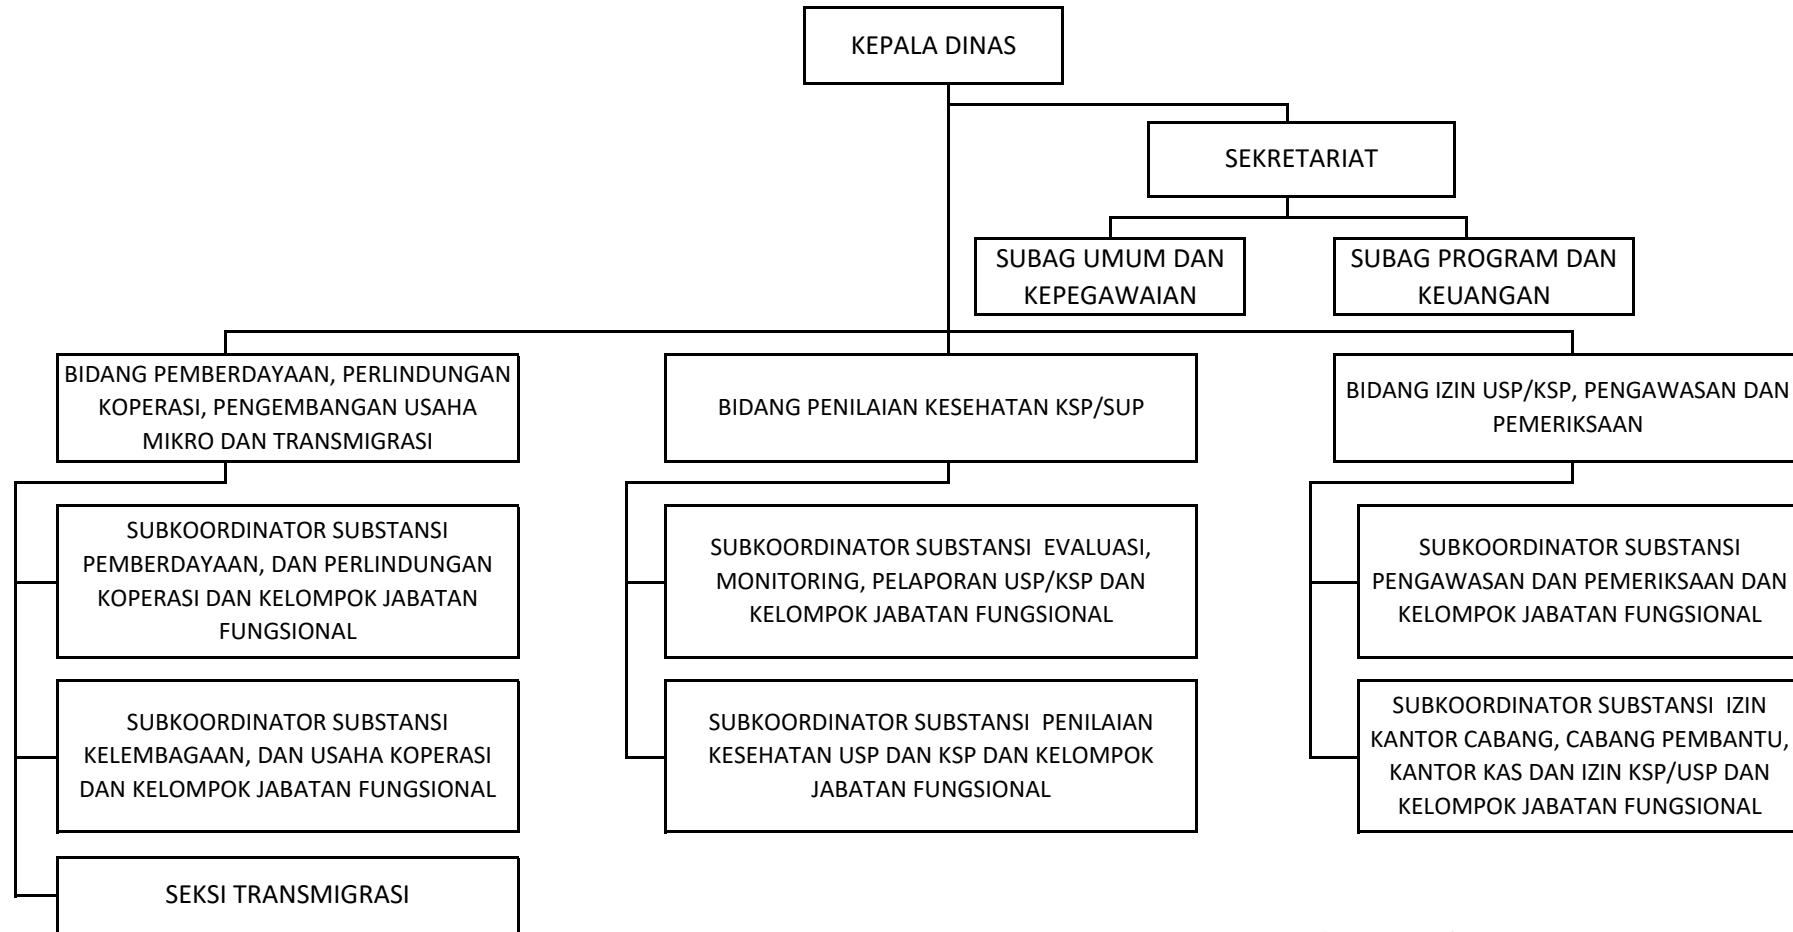 KEPALA DINAS
SEKRETARIAT
SUBAG UMUM DAN
KEPEGAWAIAN
SUBAG PROGRAM DAN
KEUANGAN
BIDANG PEMBERDAYAAN, PERLINDUNGAN
KOPERASI, PENGEMBANGAN USAHA
MIKRO DAN TRANSMIGRASI
BIDANG PENILAIAN KESEHATAN KSP/SUP
BIDANG IZIN USP/KSP, PENGAWASAN DAN
PEMERIKSAAN
SUBKOORDINATOR SUBSTANSI
PEMBERDAYAAN, DAN PERLINDUNGAN
KOPERASI DAN KELOMPOK JABATAN
FUNGSIONAL
SUBKOORDINATOR SUBSTANSI EVALUASI,
MONITORING, PELAPORAN USP/KSP DAN
KELOMPOK JABATAN FUNGSIONAL
SUBKOORDINATOR SUBSTANSI
PENGAWASAN DAN PEMERIKSAAN DAN
KELOMPOK JABATAN FUNGSIONAL
SUBKOORDINATOR SUBSTANSI
KELEMBAGAAN, DAN USAHA KOPERASI
DAN KELOMPOK JABATAN FUNGSIONAL
SUBKOORDINATOR SUBSTANSI PENILAIAN
KESEHATAN USP DAN KSP DAN KELOMPOK
JABATAN FUNGSIONAL
SUBKOORDINATOR SUBSTANSI IZIN
KANTOR CABANG, CABANG PEMBANTU,
KANTOR KAS DAN IZIN KSP/USP DAN
KELOMPOK JABATAN FUNGSIONAL
SEKSI TRANSMIGRASI